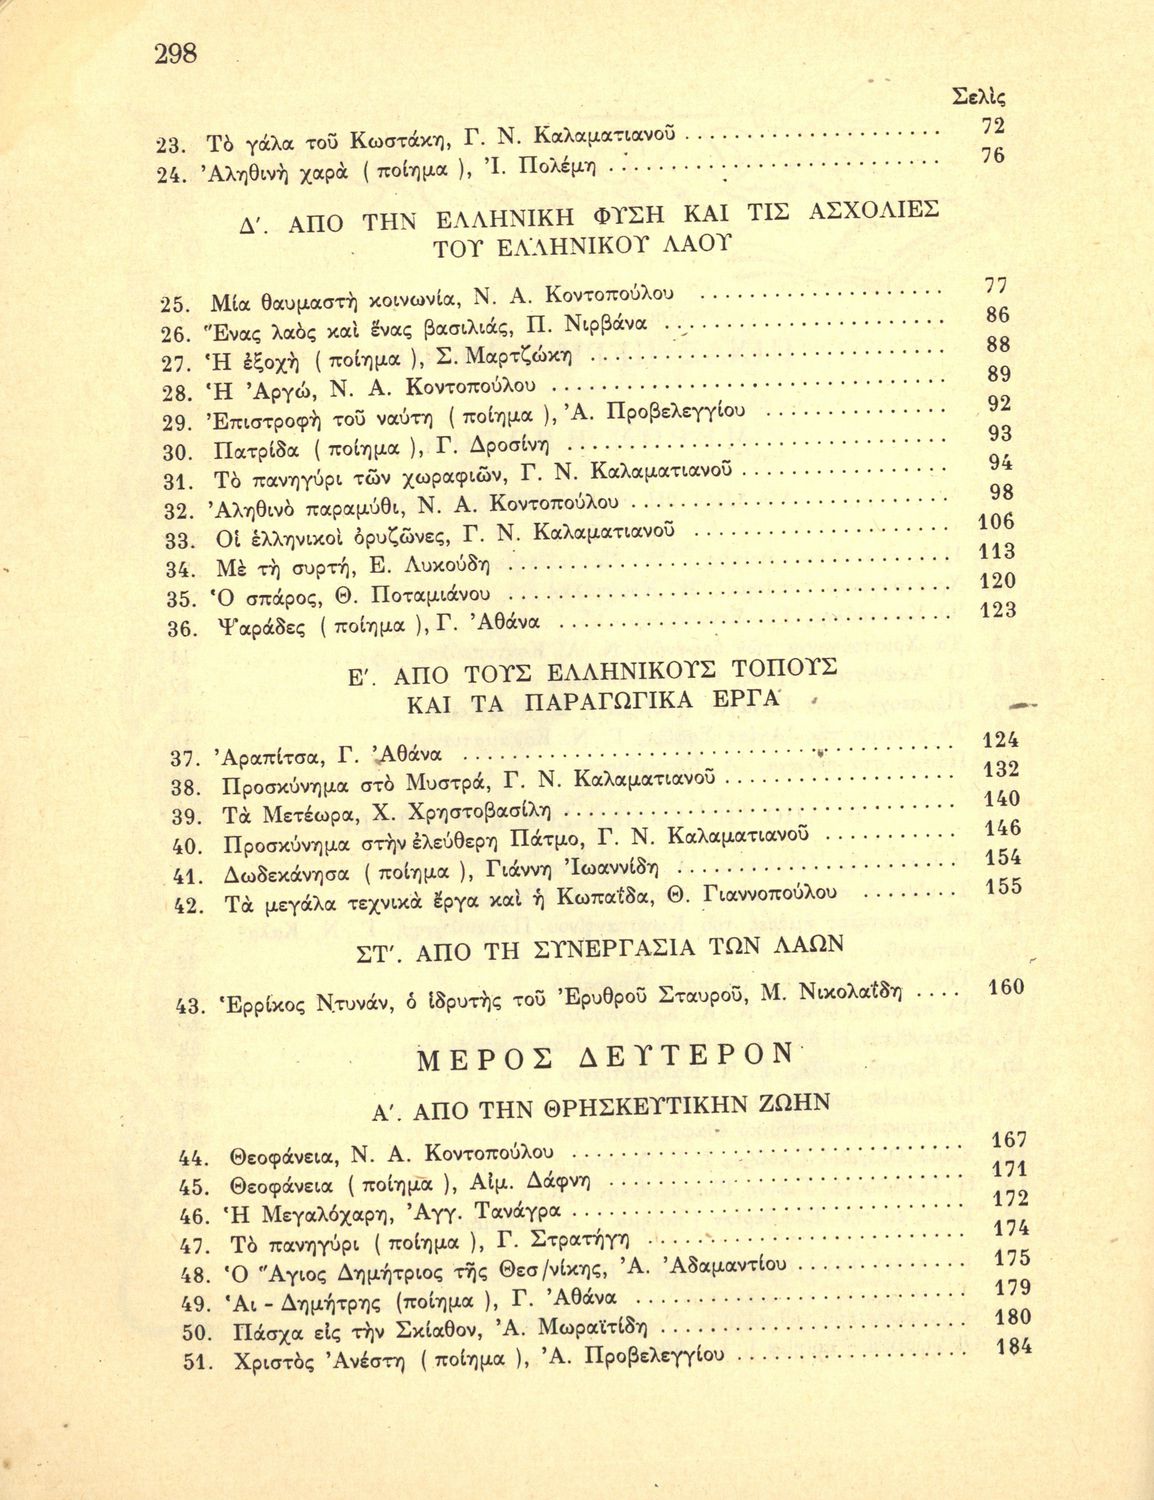 298
Σελὶς
23. Τὸ γάλα τοῦ Κωστάκη, Γ. Ν. Καλαματιανοῦ .................... 72
24. Ἀληθινὴ χαρὰ ( ποίημα ), Ἰ. Πολέμη .......................... 76
Δ΄. ΑΠΟ ΤΗΝ ΕΛΛΗΝΙΚΗ ΦΥΣΗ ΚΑΙ ΤΙΣ ΑΣΧΟΛΙΕΣ
ΤΟΥ ΕΛΛΗΝΙΚΟΥ ΛΑΟΥ
25. Μία θαυμαστὴ κοινωνία, Ν. Α. Κοντοπούλου .................... 77
26. Ἕνας λαὸς καὶ ἕνας βασιλιάς, Π. Νιρβάνα ...................... 86
27. Ἡ ἐξοχὴ ( ποίημα ), Σ. Μαρτζώκη ............................ 88
28. Ἡ Ἀργώ, Ν. Α. Κοντοπούλου ................................ 89
29. Ἐπιστροφὴ τοῦ ναύτη ( ποίημα ), Ἀ. Προβελεγγίου ............... 92
30. Πατρίδα ( ποίημα ), Γ. Δροσίνη .............................. 93
31. Τὸ πανηγύρι τῶν χωραφιῶν, Γ. Ν. Καλαματιανοῦ ................. 94
32. Ἀληθινὸ παραμύθι, Ν. Α. Κοντοπούλου ......................... 98
33. Οἱ ἑλληνικοὶ ὀρυζῶνες, Γ. Ν. Καλαματιανοῦ ..................... 106
34. Μὲ τὴ συρτή, Ε. Λυκούδη ................................... 113
35. Ὁ σπάρος, Θ. Ποταμιάνου ................................... 120
36. Ψαράδες ( ποίημα ), Γ. Ἀθάνα ............................... 123
Ε΄. ΑΠΟ ΤΟΥΣ ΕΛΛΗΝΙΚΟΥΣ ΤΟΠΟΥΣ
ΚΑΙ ΤΑ ΠΑΡΑΓΩΓΙΚΑ ΕΡΓΑ
37. Ἀραπίτσα, Γ. Ἀθάνα ....................................... 124
38. Προσκύνημα στὸ Μυστρά, Γ. Ν. Καλαματιανοῦ ................... 132
39. Τὰ Μετέωρα, Χ. Χρηστοβασίλη ............................... 140
40. Προσκύνημα στὴν ἐλεύθερη Πάτμο, Γ. Ν. Καλαματιανοῦ ........... 146
41. Δωδεκάνησα ( ποίημα ), Γιάννη Ἰωαννίδη ...................... 154
42. Τὰ μεγάλα τεχνικὰ ἔργα καὶ ἡ Κωπαΐδα, Θ. Γιαννοπούλου ........ 155
ΣΤ΄. ΑΠΟ ΤΗ ΣΥΝΕΡΓΑΣΙΑ ΤΩΝ ΛΑΩΝ
43. Ἑρρίκος Ντυνάν, ὁ ἱδρυτὴς τοῦ Ἐρυθροῦ Σταυροῦ, Μ. Νικολαΐδη .... 160
ΜΕΡΟΣ ΔΕΥΤΕΡΟΝ
Α΄. ΑΠΟ ΤΗΝ ΘΡΗΣΚΕΥΤΙΚΗΝ ΖΩΗΝ
44. Θεοφάνεια, Ν. Α. Κοντοπούλου ............................... 167
45. Θεοφάνεια ( ποίημα ), Αἰμ. Δάφνη ............................ 171
46. Ἡ Μεγαλόχαρη, Ἀγγ. Τανάγρα ............................... 172
47. Τὸ πανηγύρι ( ποίημα ), Γ. Στρατήγη ......................... 174
48. Ὁ Ἅγιος Δημήτριος τῆς Θεσ/νίκης, Ἀ. Ἀδαμαντίου .............. 175
49. Ἁι - Δημήτρης (ποίημα ), Γ. Ἀθάνα .......................... 179
50. Πάσχα εἰς τὴν Σκίαθον, Ἀ. Μωραϊτίδη ......................... 180
51. Χριστὸς Ἀνέστη ( ποίημα ), Ἀ. Προβελεγγίου ................... 184